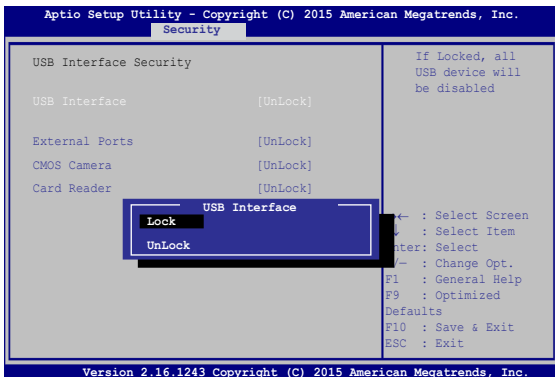 Aptio Setup Utility - Copyright (C) 2015 American Megatrends, Inc.
Security
USB Interface Security
USB Interface [UnLock]
External Ports [UnLock]
CMOS Camera [UnLock]
Card Reader [UnLock]
USB Interface
Lock
UnLock
If Locked, all
USB device will
be disabled
→← : Select Screen
↓ : Select Item
nter: Select
/— : Change Opt.
F1 : General Help
F9 : Optimized
Defaults
F10 : Save & Exit
ESC : Exit
Version 2.16.1243 Copyright (C) 2015 American Megatrends, Inc.